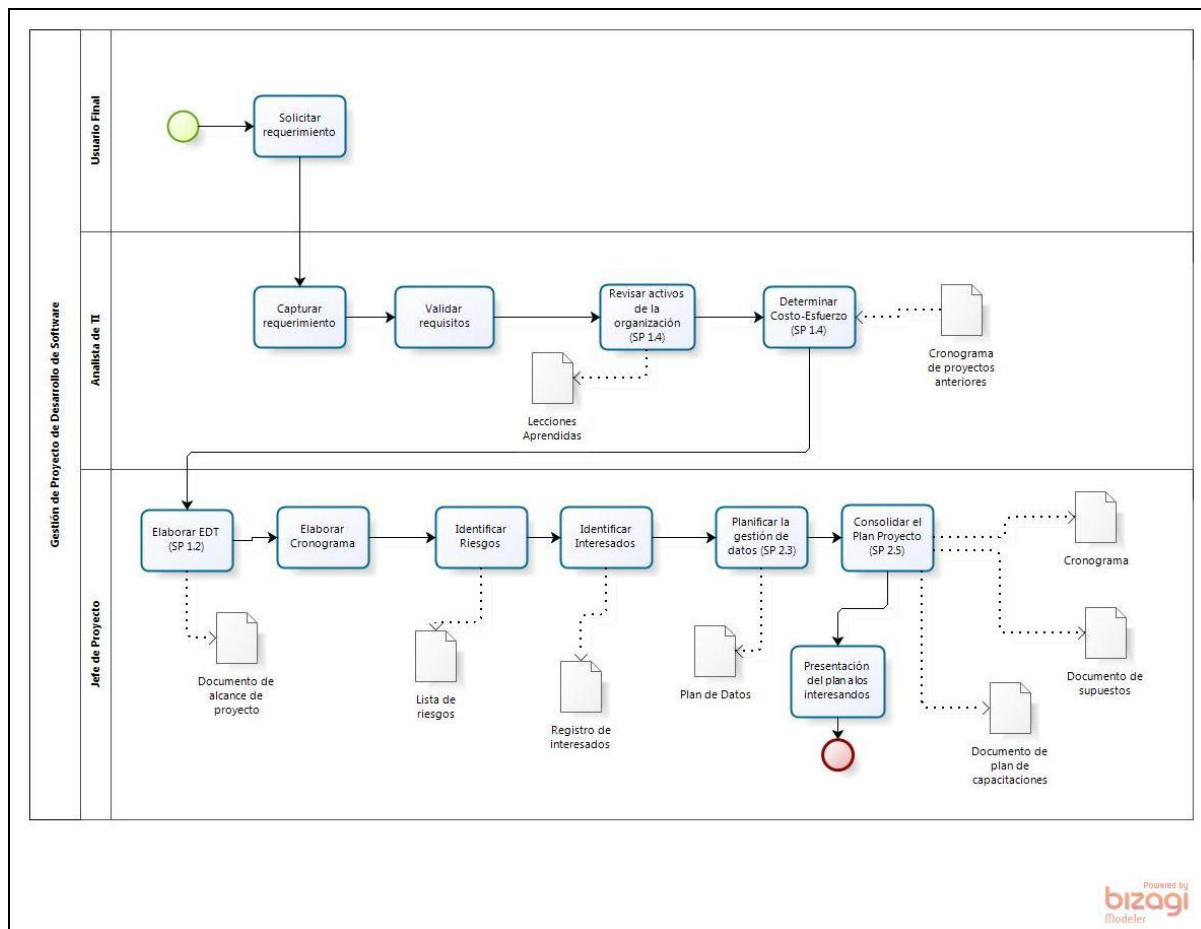 Gestión de Proyecto de Desarrollo de Software
Usuario Final
Solicitar
requerimiento
Analista de TI
Capturar
requerimiento
Validar
requisitos
Revisar activos
de la
organización
(SP 1.4)
Determinar
Costo-Esfuerzo
(SP 1.4)
Lecciones
Aprendidas
Cronograma
de proyectos
anteriores
Jefe de Proyecto
Elaborar EDT
(SP 1.2)
Elaborar
Cronograma
Identificar
Riesgos
Identificar
Interesados
Planificar la
gestión de
datos (SP 2.3)
Consolidar el
Plan Proyecto
(SP 2.5)
Cronograma
Documento de
alcance de
proyecto
Lista de
riesgos
Registro de
interesados
Plan de Datos
Presentación
del plan a los
interesandos
Documento de
supuestos
Documento de
plan de
capacitaciones
Powered by
bizagi
Modeler